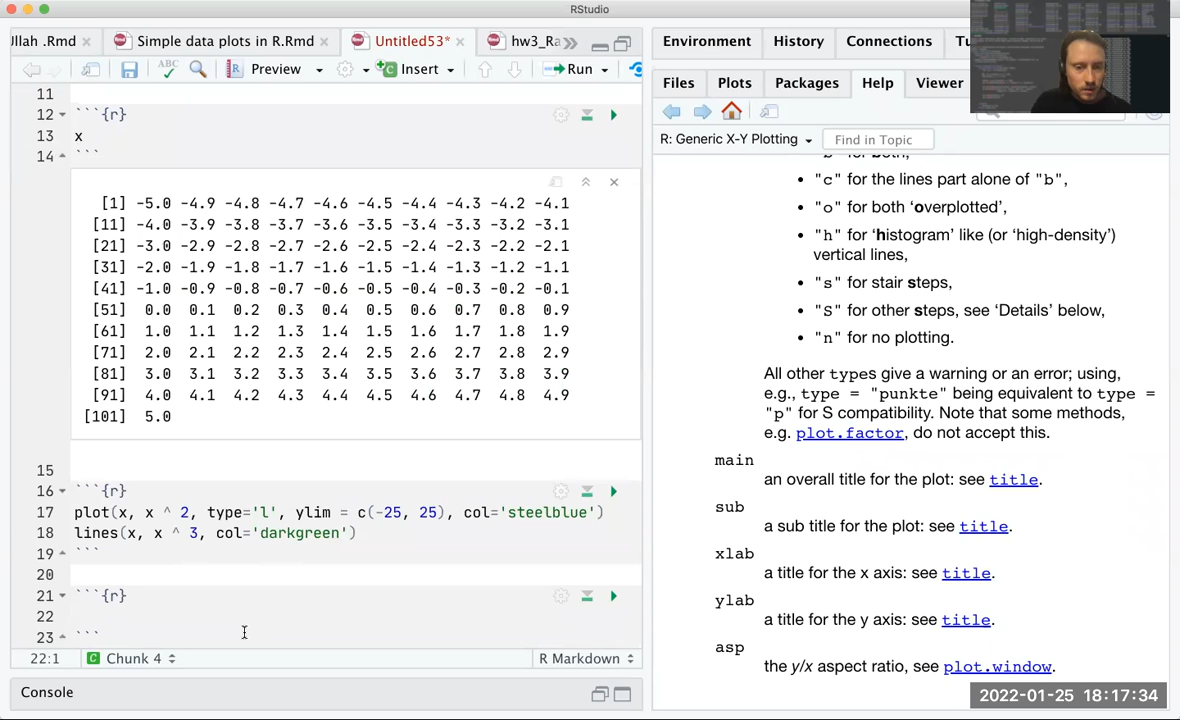 RStudio
ullah .Rmd
Simple data plots in R.Rmd
Untitled53*
hw3_Ra
Preview
Insert
Run
11
12 ```{r}
13 x
14 ```
[1] -5.0 -4.9 -4.8 -4.7 -4.6 -4.5 -4.4 -4.3 -4.2 -4.1
[11] -4.0 -3.9 -3.8 -3.7 -3.6 -3.5 -3.4 -3.3 -3.2 -3.1
[21] -3.0 -2.9 -2.8 -2.7 -2.6 -2.5 -2.4 -2.3 -2.2 -2.1
[31] -2.0 -1.9 -1.8 -1.7 -1.6 -1.5 -1.4 -1.3 -1.2 -1.1
[41] -1.0 -0.9 -0.8 -0.7 -0.6 -0.5 -0.4 -0.3 -0.2 -0.1
[51] 0.0 0.1 0.2 0.3 0.4 0.5 0.6 0.7 0.8 0.9
[61] 1.0 1.1 1.2 1.3 1.4 1.5 1.6 1.7 1.8 1.9
[71] 2.0 2.1 2.2 2.3 2.4 2.5 2.6 2.7 2.8 2.9
[81] 3.0 3.1 3.2 3.3 3.4 3.5 3.6 3.7 3.8 3.9
[91] 4.0 4.1 4.2 4.3 4.4 4.5 4.6 4.7 4.8 4.9
[101] 5.0
15
16 ```{r}
17 plot(x, x ^ 2, type='l', ylim = c(-25, 25), col='steelblue')
18 lines(x, x ^ 3, col='darkgreen')
19 ```
20
21 ```{r}
22
23 ```
22:1 Chunk 4 R Markdown
Console
Environment History Connections Tu
Files Plots Packages Help Viewer
R: Generic X-Y Plotting Find in Topic
"b" for both,
• "c" for the lines part alone of "b",
• "o" for both ‘overplotted’,
• "h" for ‘histogram’ like (or ‘high-density’)
vertical lines,
• "s" for stair steps,
• "S" for other steps, see ‘Details’ below,
• "n" for no plotting.
All other types give a warning or an error; using,
e.g., type = "punkte" being equivalent to type =
"p" for S compatibility. Note that some methods,
e.g. plot.factor, do not accept this.
main
an overall title for the plot: see title.
sub
a sub title for the plot: see title.
xlab
a title for the x axis: see title.
ylab
a title for the y axis: see title.
asp
the y/x aspect ratio, see plot.window.
2022-01-25 18:17:34